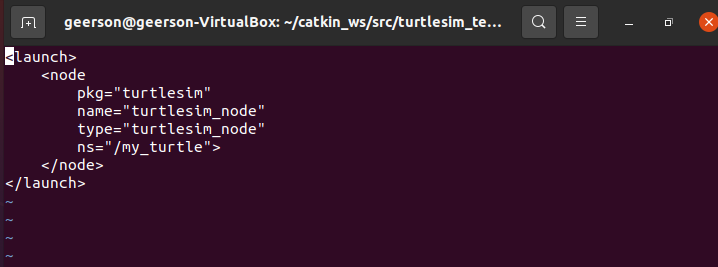 geerson@geerson-VirtualBox: ~/catkin_ws/src/turtlesim_te...
<launch>
    <node
        pkg="turtlesim"
        name="turtlesim_node"
        type="turtlesim_node"
        ns="/my_turtle">
    </node>
</launch>
~
~
~
~